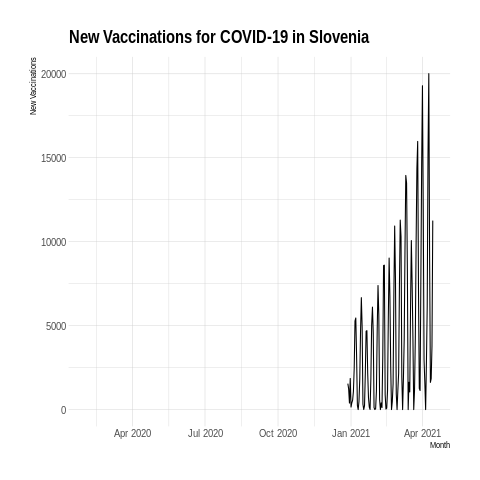 New Vaccinations for COVID-19 in Slovenia
New Vaccinations
20000
15000
10000
5000
0
Apr 2020 Jul 2020 Oct 2020 Jan 2021 Apr 2021
Month